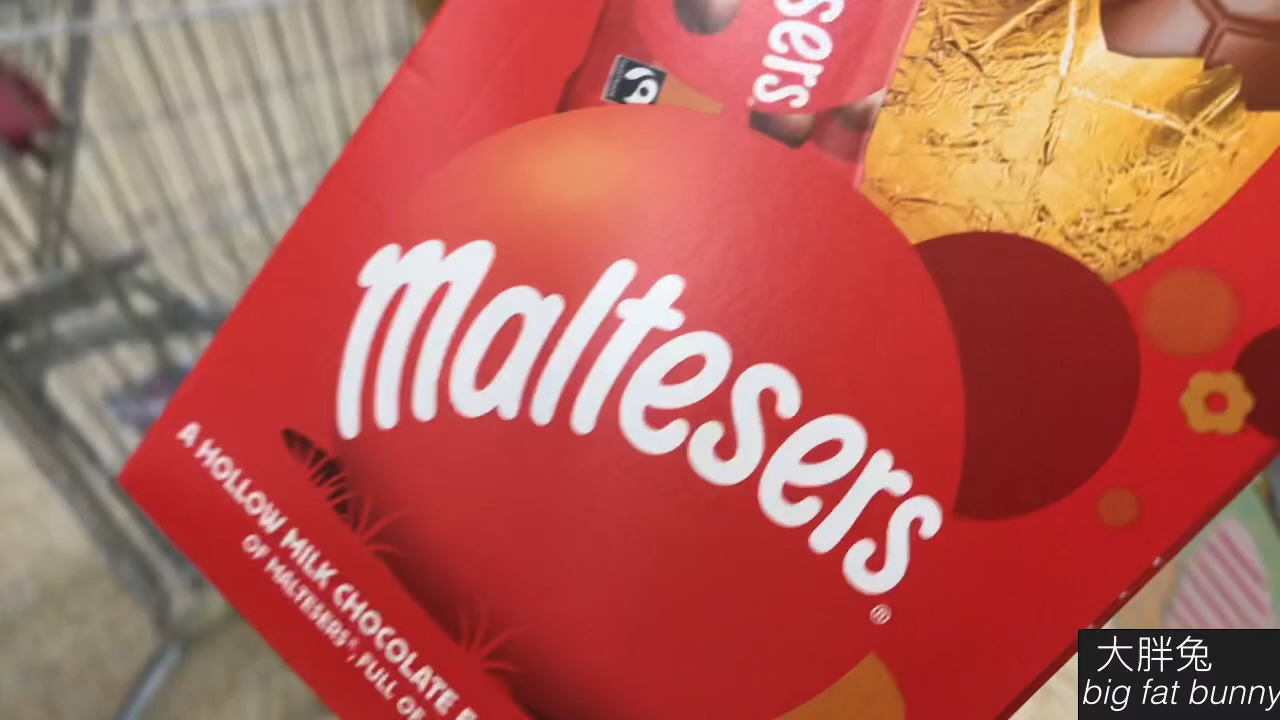 sers
Maltesers®
A HOLLOW MILK CHOCOLATE
OF MALTESERS®, FULL OF
大胖兔
big fat bunny